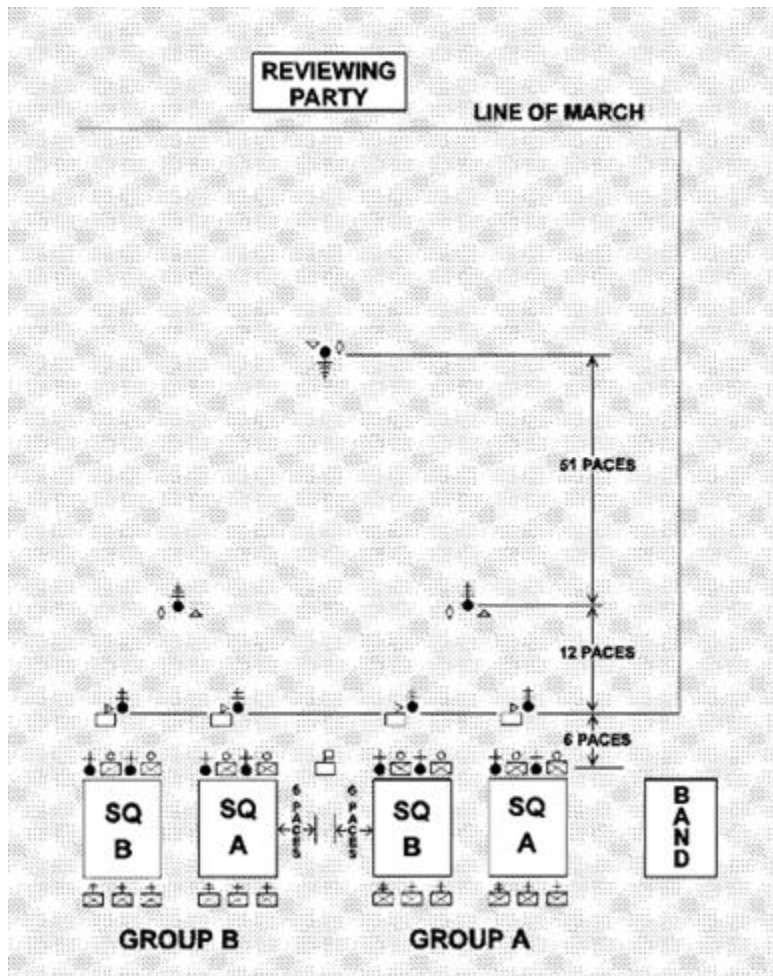 REVIEWING
PARTY
LINE OF MARCH
51 PACES
12 PACES
6 PACES
SQ
B
SQ
A
6 PACES
6 PACES
SQ
B
SQ
A
BAND
GROUP B
GROUP A